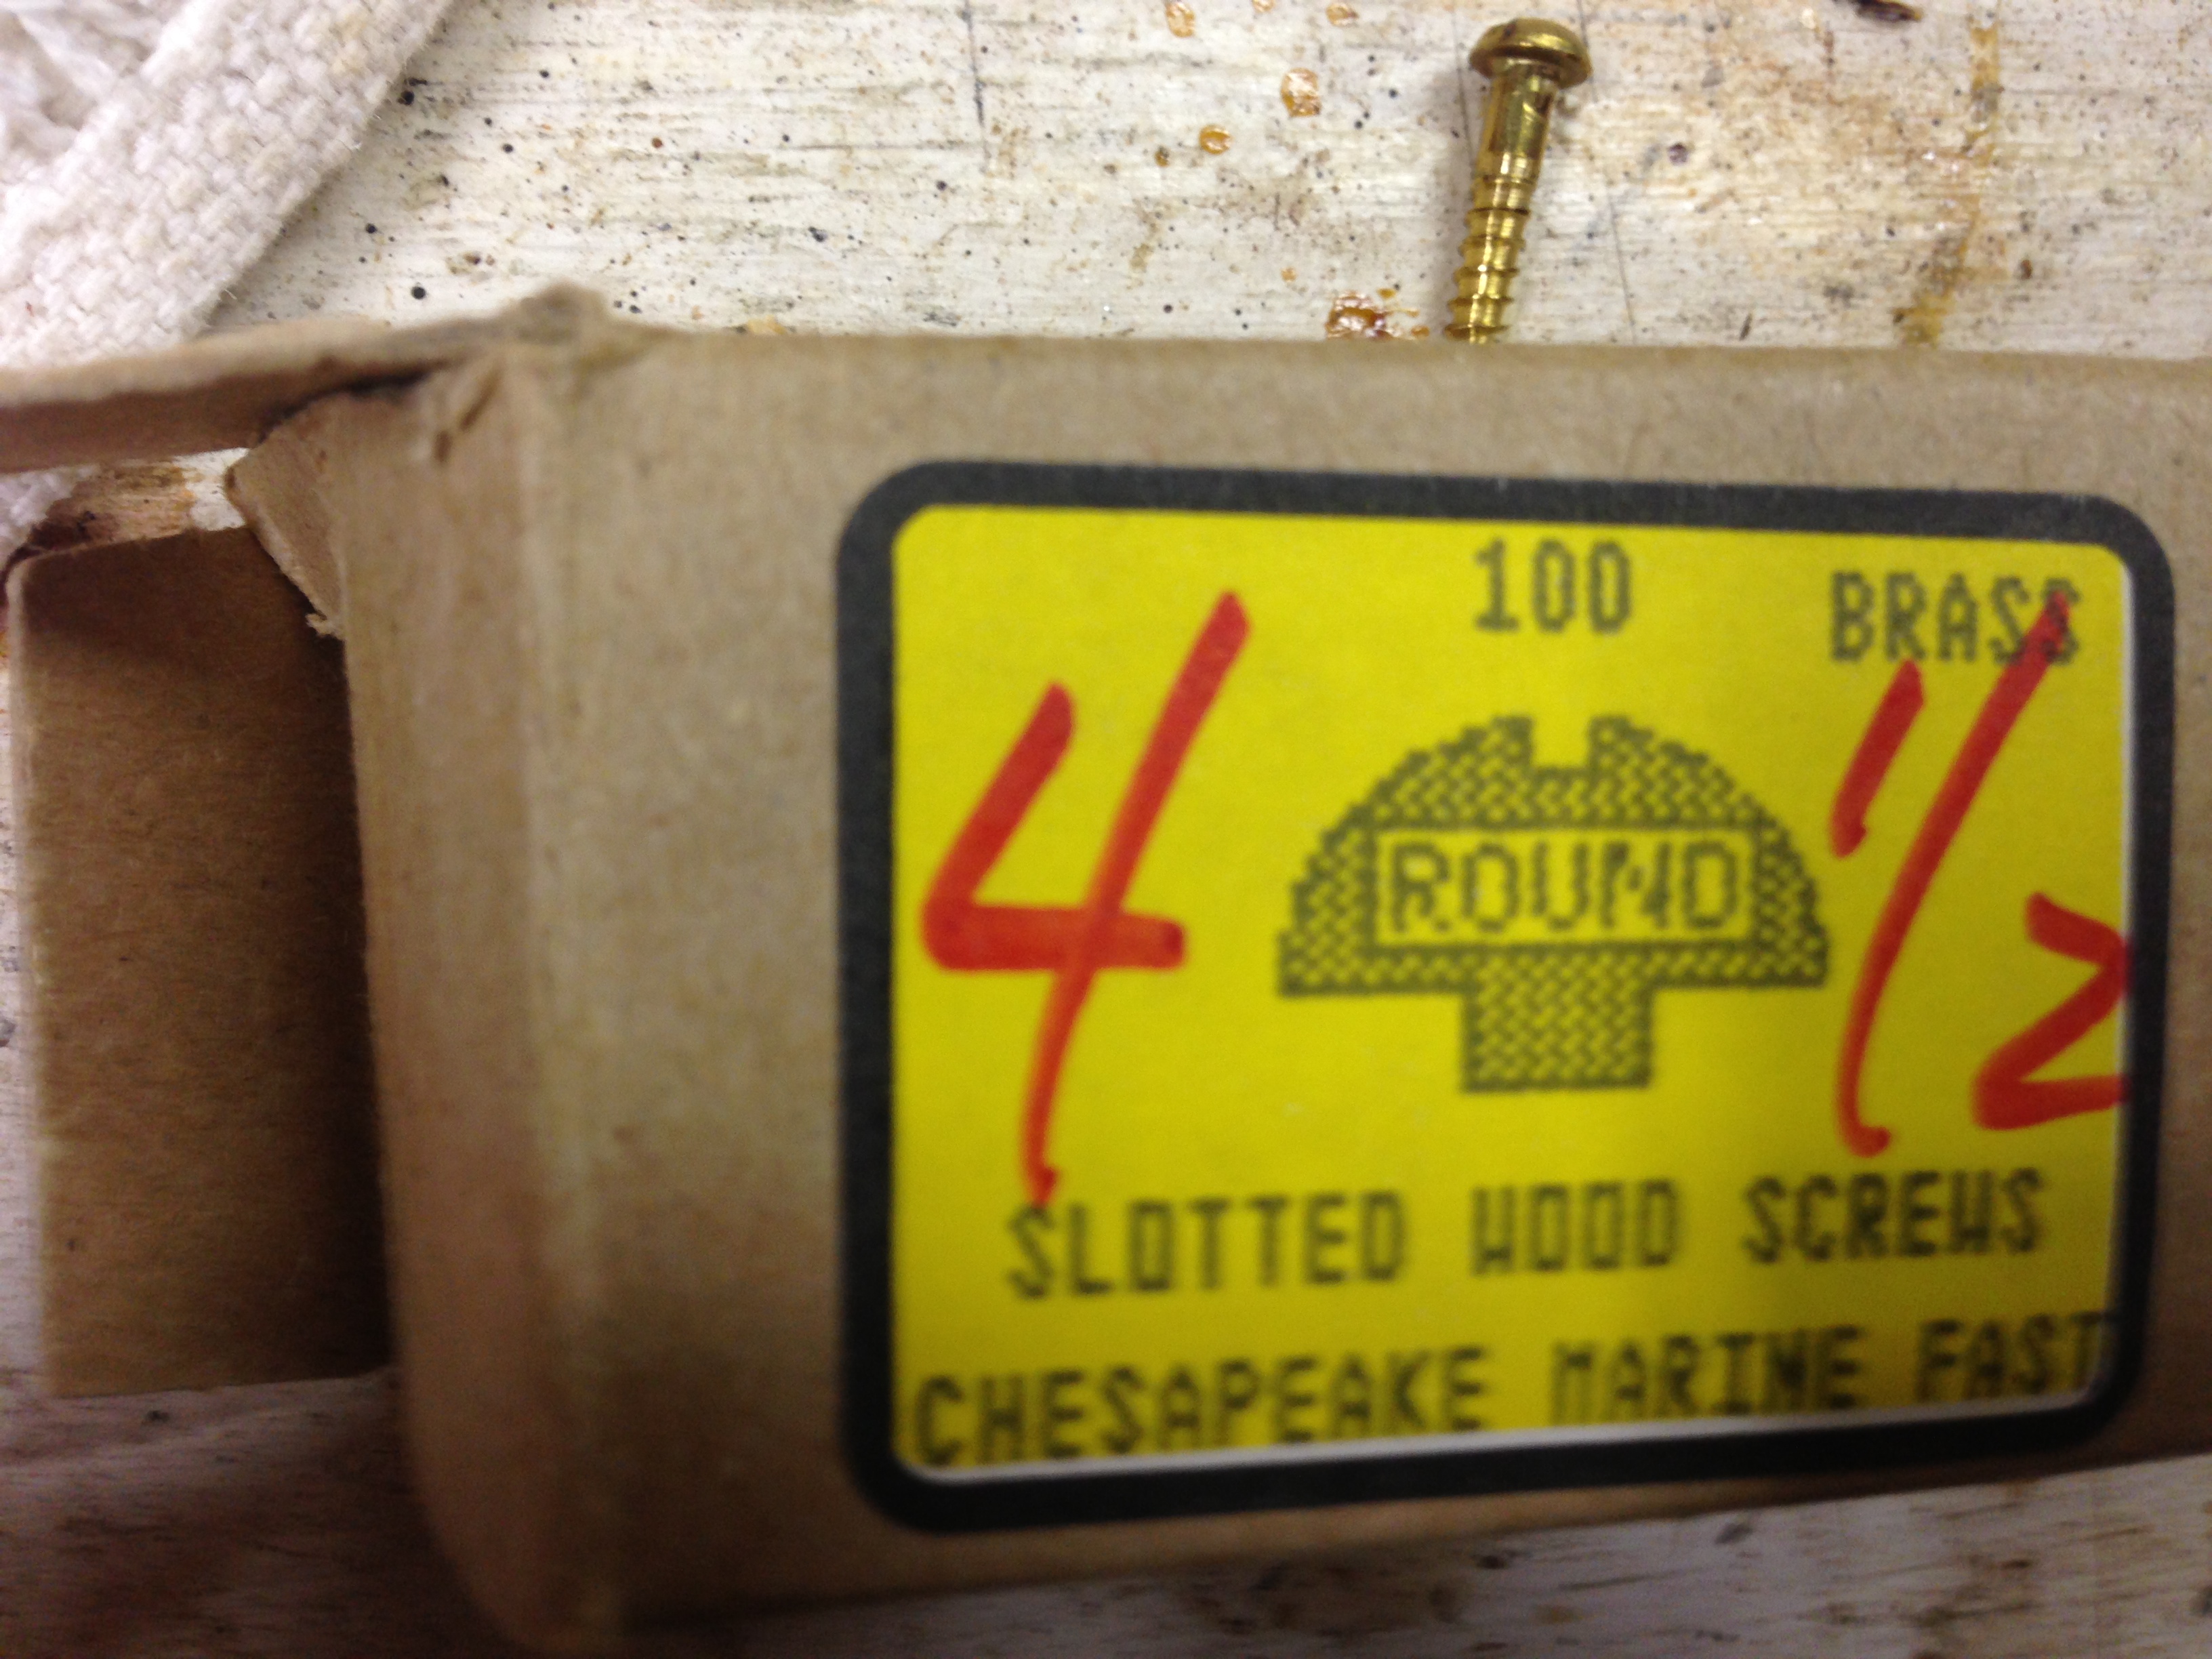 100
BRASS
4
ROUND
1/2
SLOTTED WOOD SCREWS
CHESAPEAKE MARINE FAST